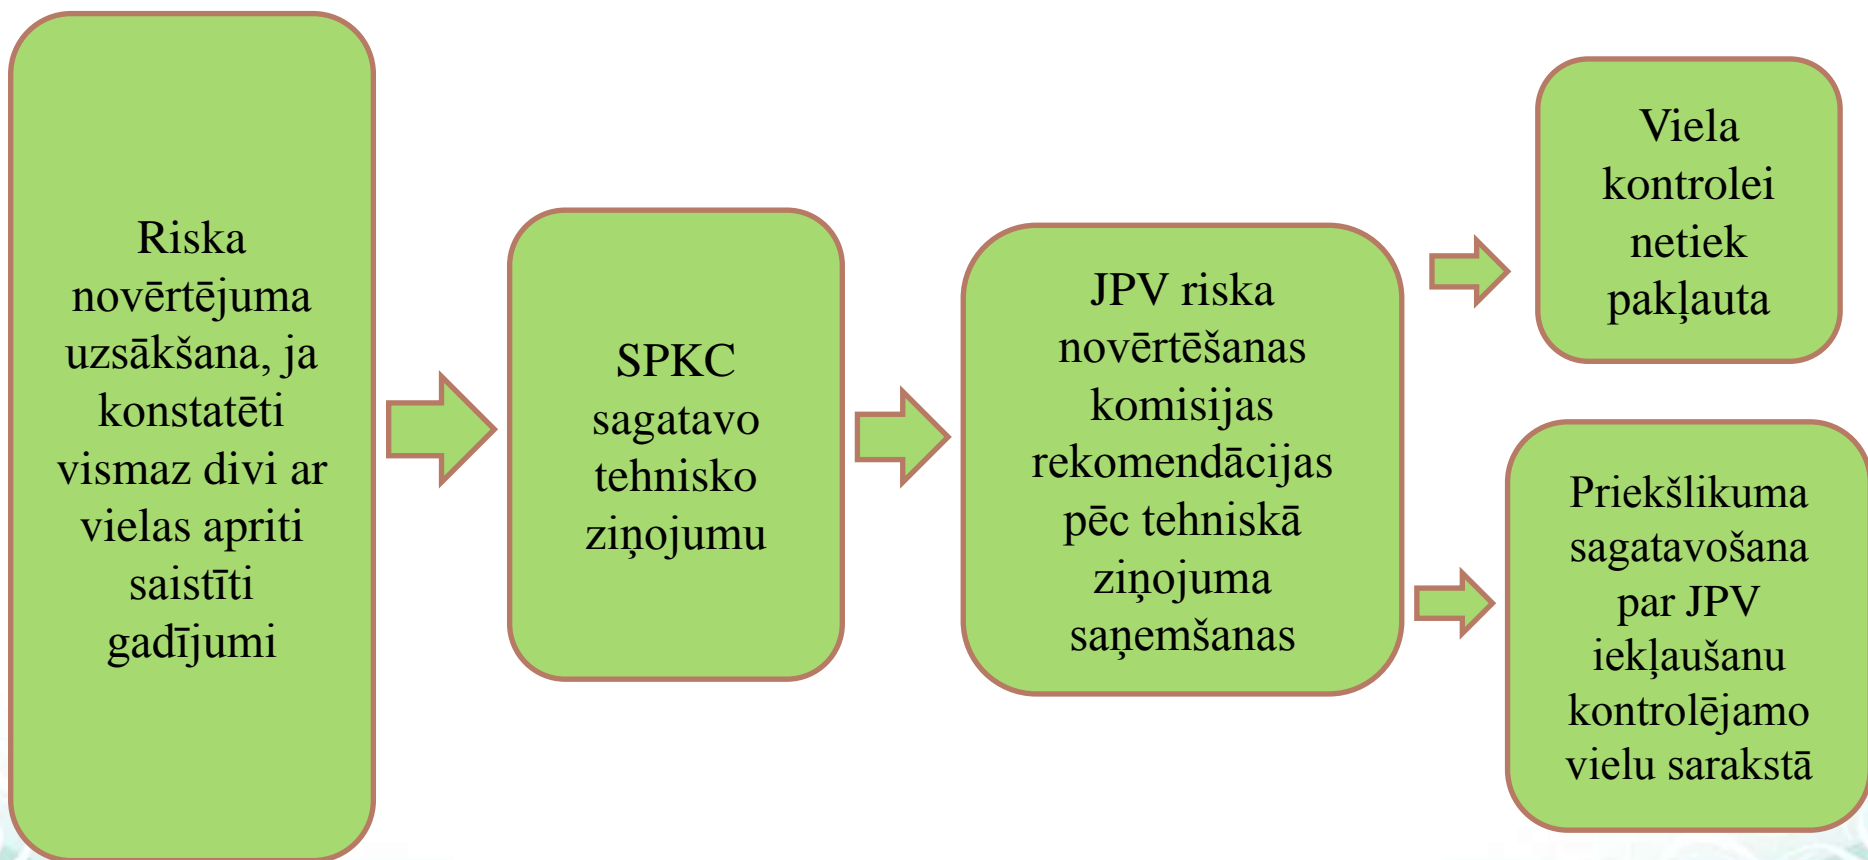 Riska
novērtējuma
uzsākšana, ja
konstatēti
vismaz divi ar
vielas apriti
saistīti
gadījumi
SPKC
sagatavo
tehnisko
ziņojumu
JPV riska
novērtēšanas
komisijas
rekomendācijas
pēc tehniskā
ziņojuma
saņemšanas
Viela
kontrolei
netiek
pakļauta
Priekšlikuma
sagatavošana
par JPV
iekļaušanu
kontrolējamo
vielu sarakstā